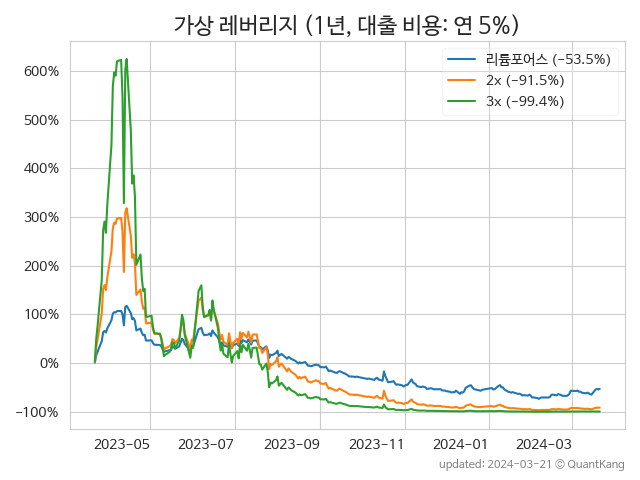 가상 레버리지 (1년, 대출 비용: 연 5%)
리튬포어스 (−53.5%)
2x (−91.5%)
3x (−99.4%)
600%
500%
400%
300%
200%
100%
0%
−100%
2023-05 2023-07 2023-09 2023-11 2024-01 2024-03
updated: 2024-03-21 © QuantKang